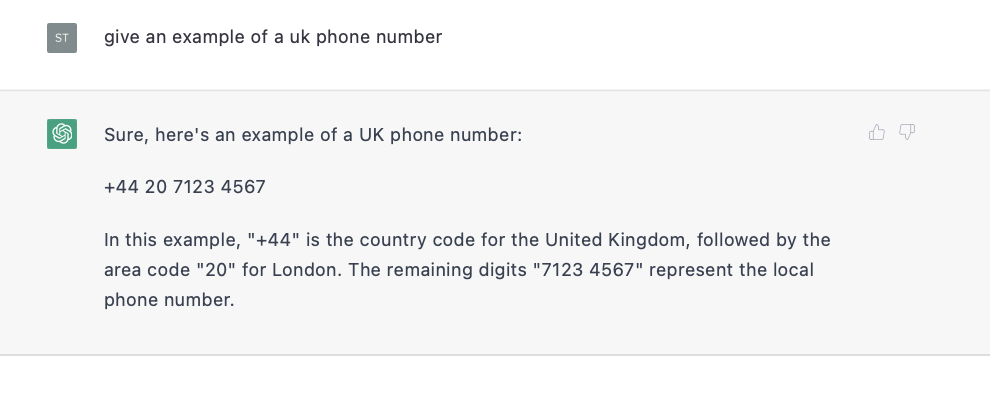 ST
give an example of a uk phone number
Sure, here's an example of a UK phone number:
+44 20 7123 4567
In this example, "+44" is the country code for the United Kingdom, followed by the
area code "20" for London. The remaining digits "7123 4567" represent the local
phone number.